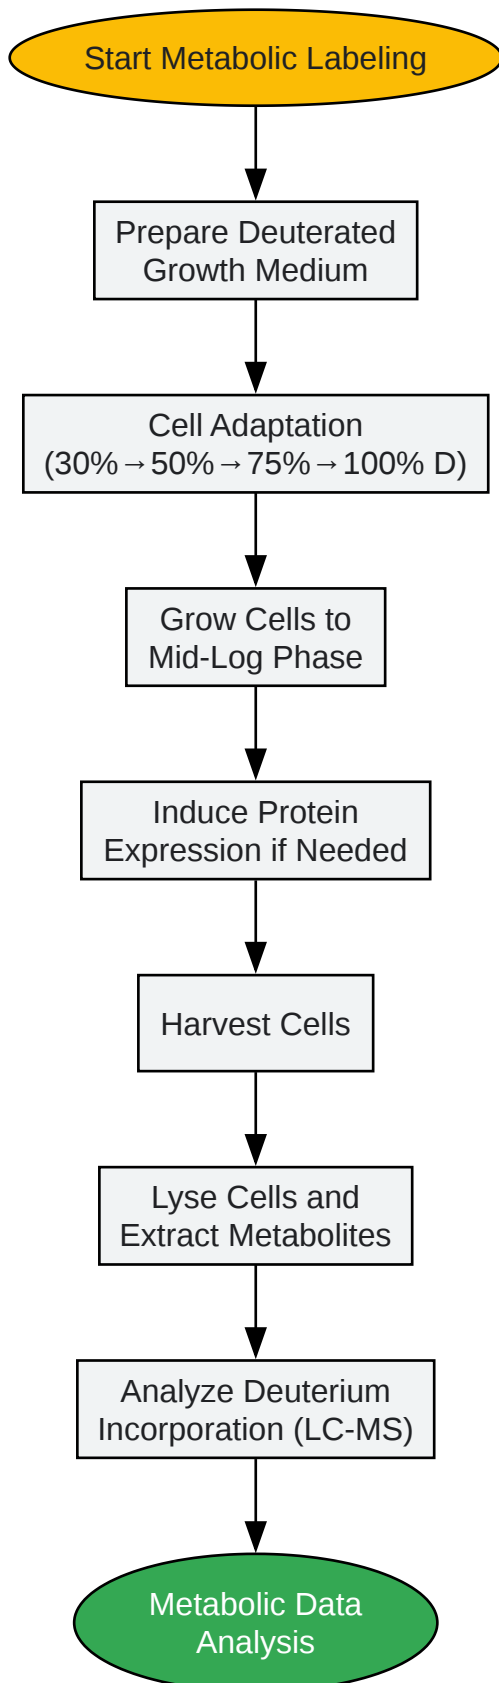 Start Metabolic Labeling
Prepare Deuterated
Growth Medium
Cell Adaptation
(30%→50%→75%→100% D)
Grow Cells to
Mid-Log Phase
Induce Protein
Expression if Needed
Harvest Cells
Lyse Cells and
Extract Metabolites
Analyze Deuterium
Incorporation (LC-MS)
Metabolic Data
Analysis